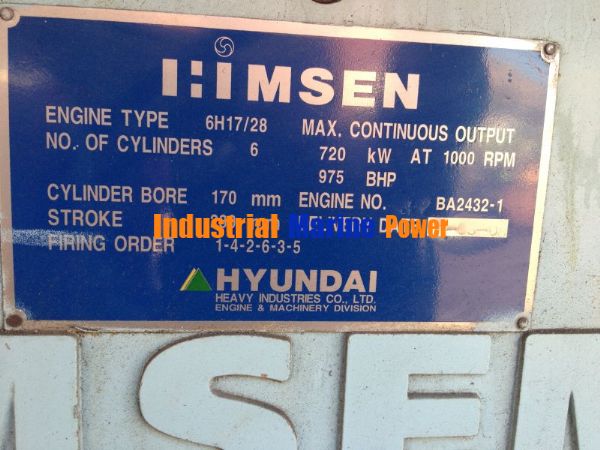 HiMSEN
ENGINE TYPE 6H17/28 MAX. CONTINUOUS OUTPUT
NO. OF CYLINDERS 6 720 kW AT 1000 RPM
975 BHP
CYLINDER BORE 170 mm ENGINE NO. BA2432-1
STROKE
Industrial Marine Power
FIRING ORDER 1-4-2-6-3-5
HYUNDAI
HEAVY INDUSTRIES CO., LTD.
ENGINE & MACHINERY DIVISION
MSEN